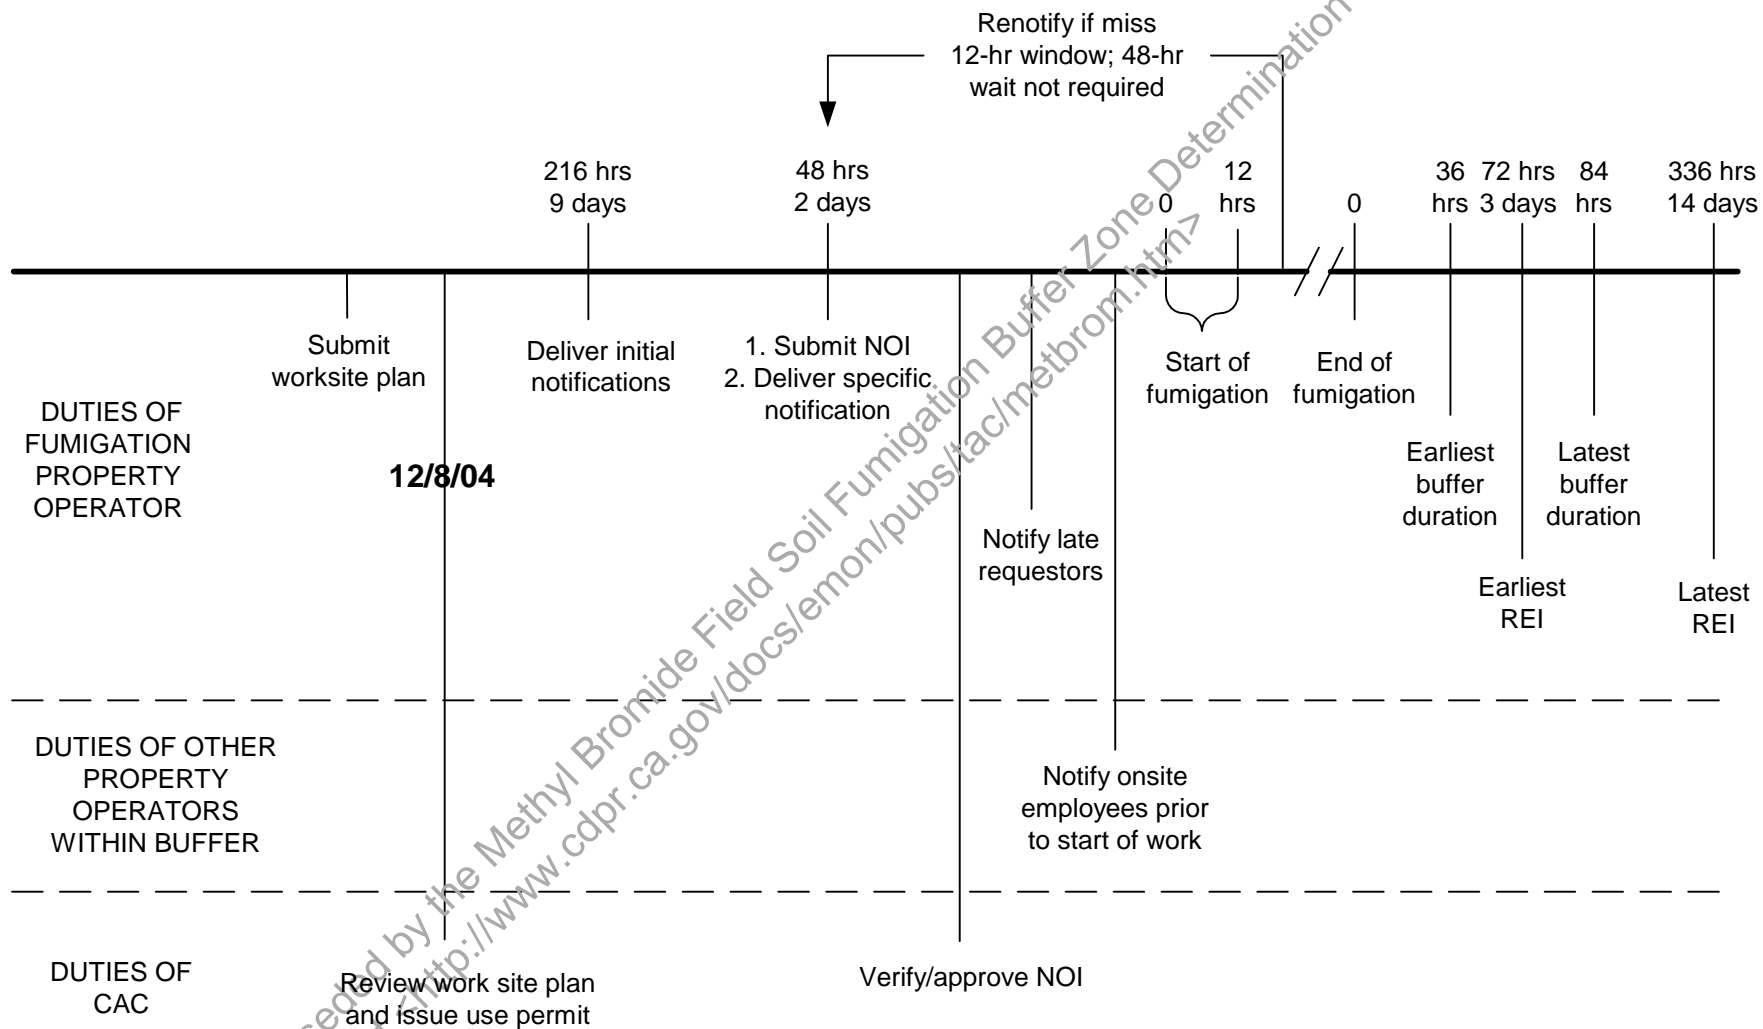 Renotify if miss
12-hr window; 48-hr
wait not required
216 hrs
9 days
48 hrs
2 days
0
12
hrs
0
36
hrs
72 hrs
3 days
84
hrs
336 hrs
14 days
Submit
worksite plan
Deliver initial
notifications
1. Submit NOI
2. Deliver specific
notification
Start of
fumigation
End of
fumigation
DUTIES OF
FUMIGATION
PROPERTY
OPERATOR
12/8/04
Earliest
buffer
duration
Latest
buffer
duration
Notify late
requestors
Earliest
REI
Latest
REI
DUTIES OF OTHER
PROPERTY
OPERATORS
WITHIN BUFFER
Notify onsite
employees prior
to start of work
DUTIES OF
CAC
Review work site plan
and issue use permit
Verify/approve NOI
by the Methyl Bromide Field Soil Fumigation Buffer Zone Determination
http://www.cdpr.ca.gov/docs/emon/pubs/tac/metbrom.htm>